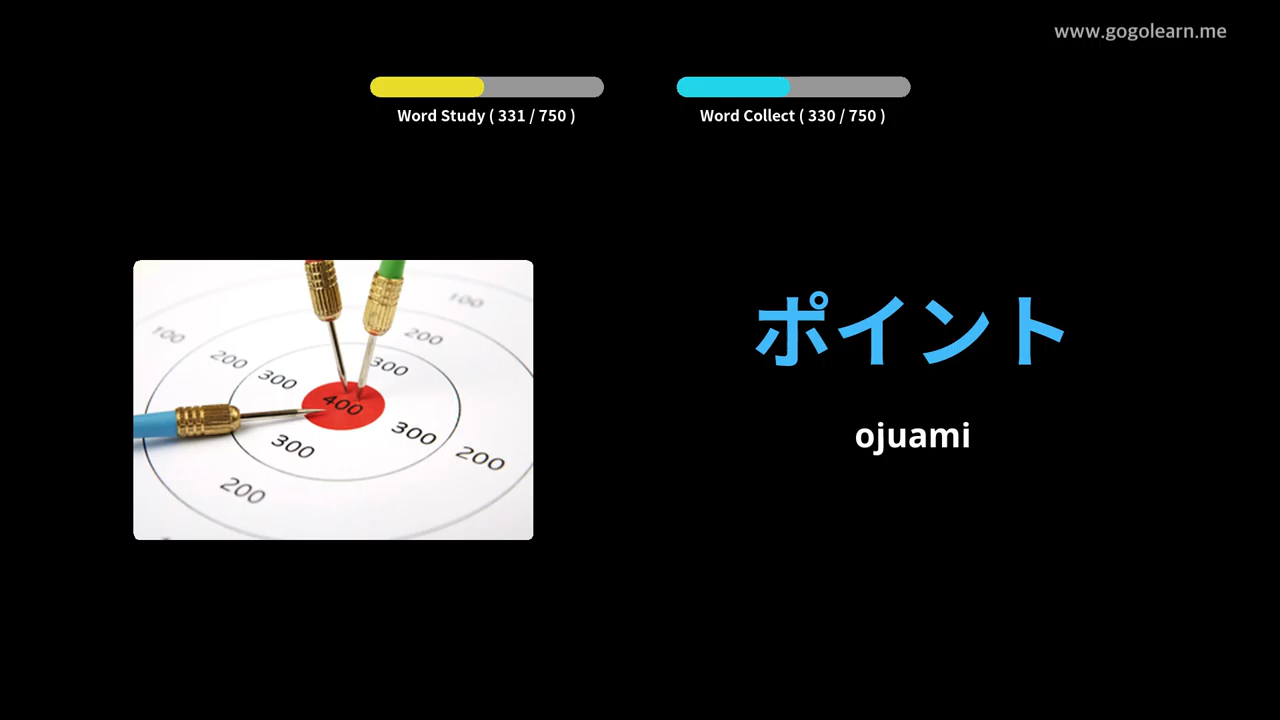 www.gogolearn.me
Word Study ( 331 / 750 )
Word Collect ( 330 / 750 )
100
100
200
200
300
300
400
300
300
200
200
ポイント
ojuami